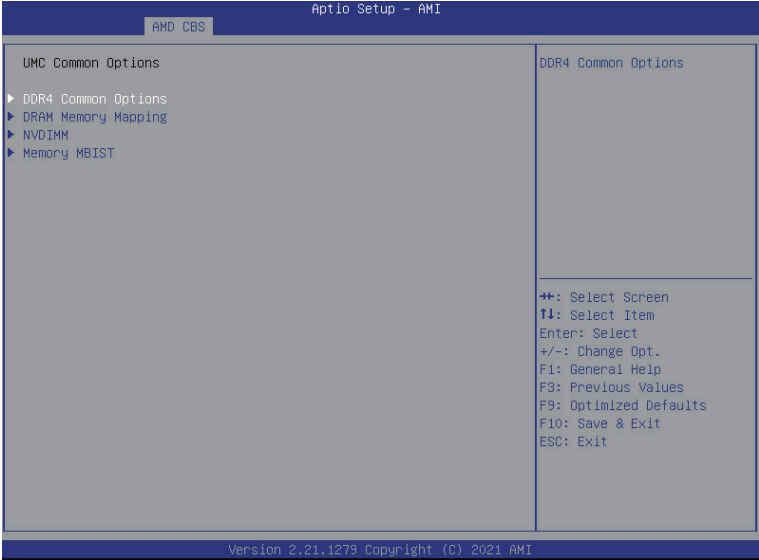 Aptio Setup – AMI
AMD CBS
UMC Common Options
DDR4 Common Options
▶ DDR4 Common Options
▶ DRAM Memory Mapping
▶ NVDIMM
▶ Memory MBIST
→←: Select Screen
↑↓: Select Item
Enter: Select
+/-: Change Opt.
F1: General Help
F3: Previous Values
F9: Optimized Defaults
F10: Save & Exit
ESC: Exit
Version 2.21.1279 Copyright (C) 2021 AMI